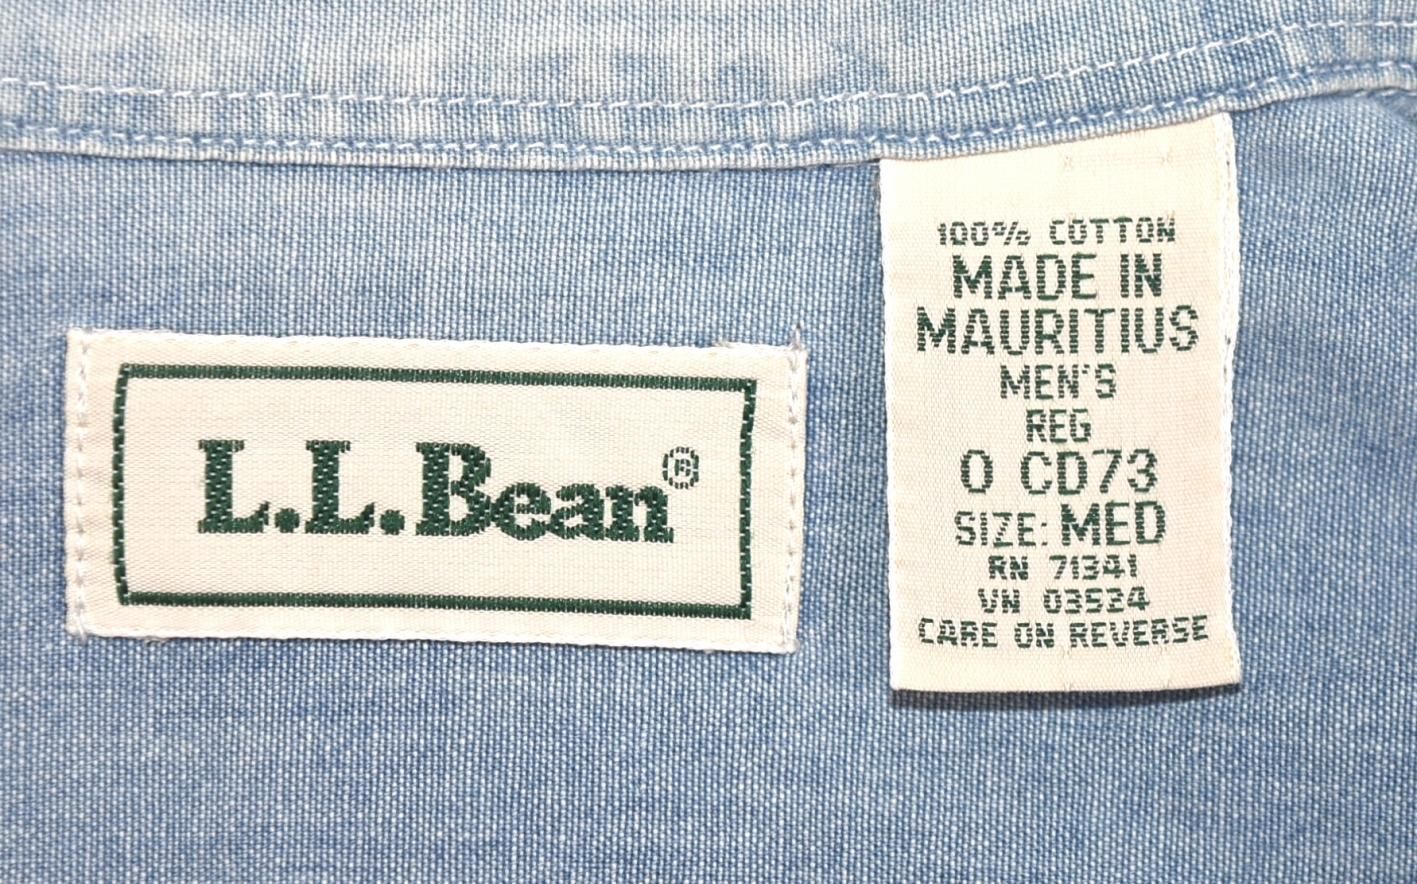 L.L.Bean®
100% COTTON
MADE IN
MAURITIUS
MEN'S
REG
0 CD73
SIZE: MED
RN 71341
VN 03524
CARE ON REVERSE